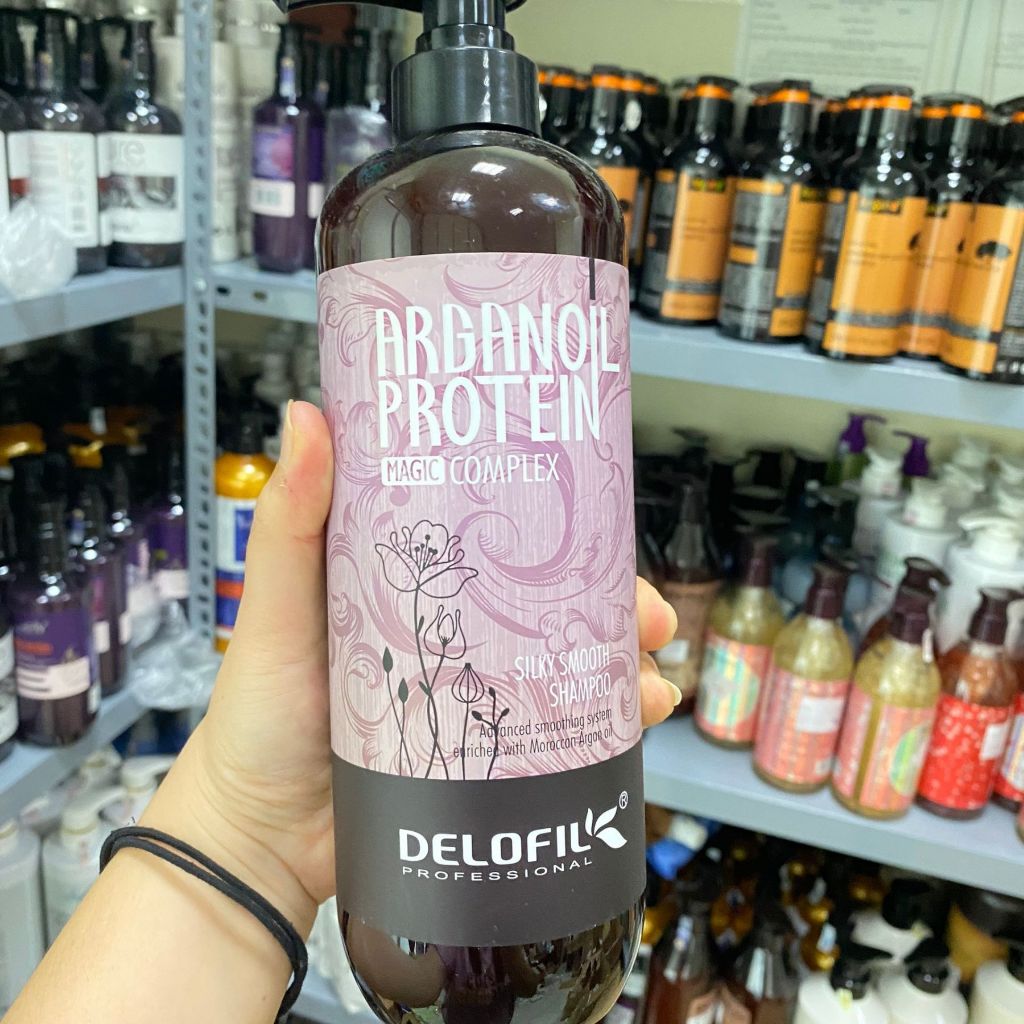 ARGANOIL
PROTEIN
MAGIC COMPLEX
SILKY SMOOTH
SHAMPOO
Advanced smoothing system
enriched with Moroccan Argan oil
DELOFIL ®
PROFESSIONAL